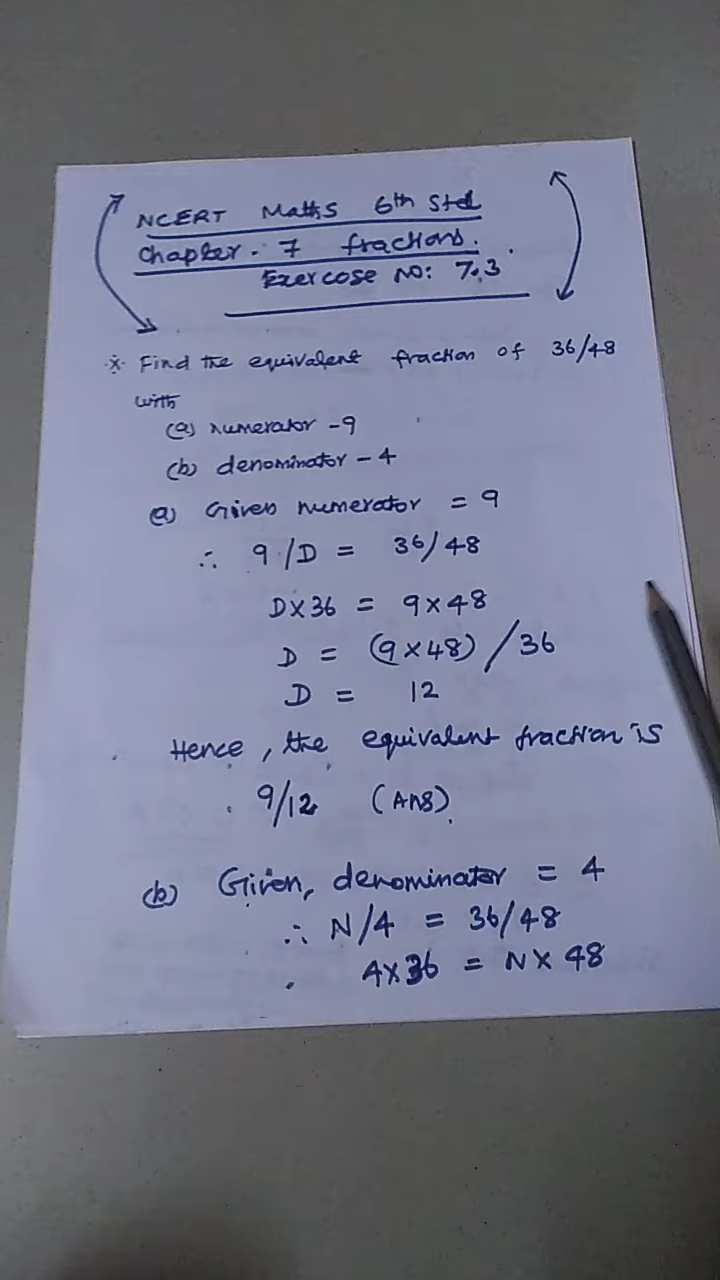 NCERT Maths 6th Std
Chapter. 7 fractions.
Exercose No: 7.3
* Find the equivalent fraction of 36/48
with
(a) numerator - 9
(b) denominator - 4
a) Given numerator = 9
∴ 9/D = 36/48
D×36 = 9×48
D = (9×48)/36
D = 12
Hence, the equivalent fraction is
9/12 (Ans).
(b) Given, denominator = 4
∴ N/4 = 36/48
4×36 = N×48